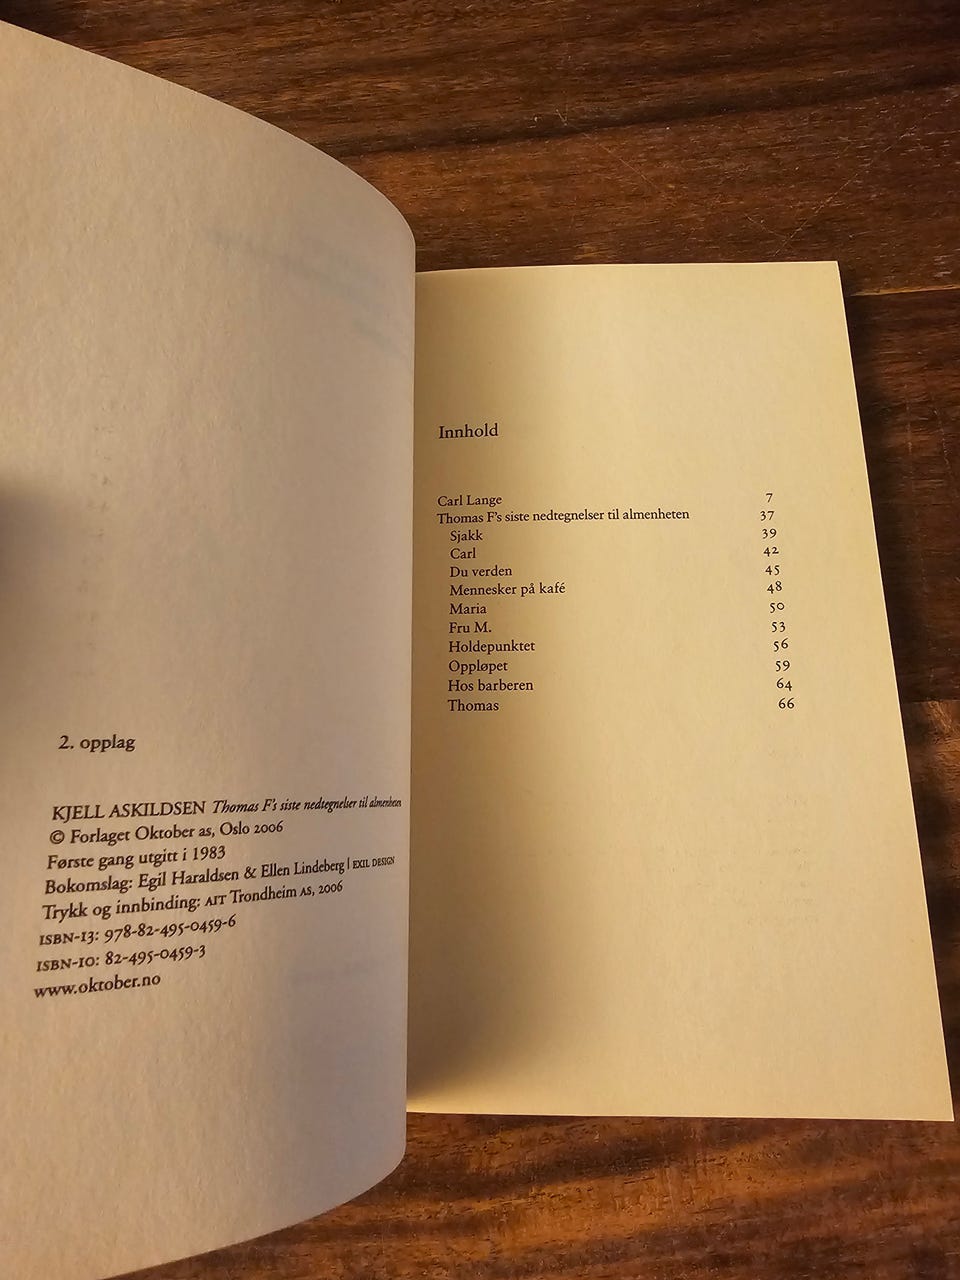 2. opplag
KJELL ASKILDSEN Thomas F's siste nedtegnelser til almenheten
© Forlaget Oktober as, Oslo 2006
Første gang utgitt i 1983
Bokomslag: Egil Haraldsen & Ellen Lindeberg | EXIL DESIGN
Trykk og innbinding: AIT Trondheim AS, 2006
ISBN-13: 978-82-495-0459-6
ISBN-10: 82-495-0459-3
www.oktober.no
Innhold
Carl Lange 7
Thomas F's siste nedtegnelser til almenheten 37
Sjakk 39
Carl 42
Du verden 45
Mennesker på kafé 48
Maria 50
Fru M. 53
Holdepunktet 56
Oppløpet 59
Hos barberen 64
Thomas 66